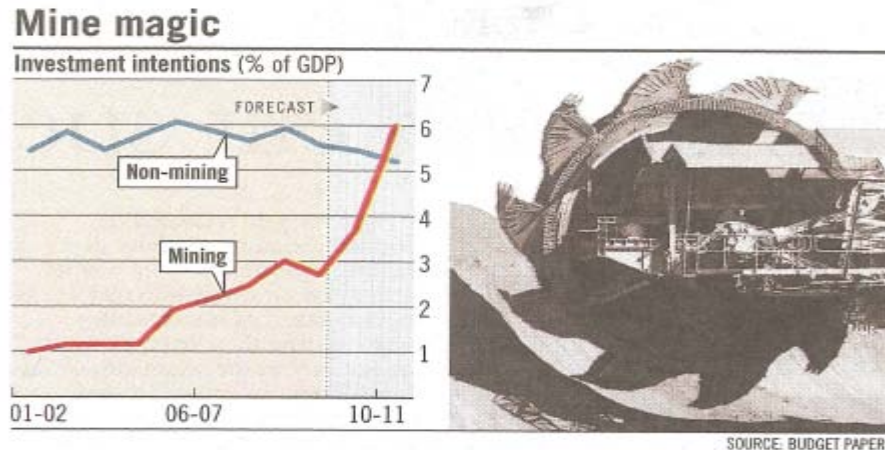 Mine magic
Investment intentions (% of GDP)
7
FORECAST
6
5
Non-mining
4
Mining
3
2
1
01-02 06-07 10-11
SOURCE: BUDGET PAPER